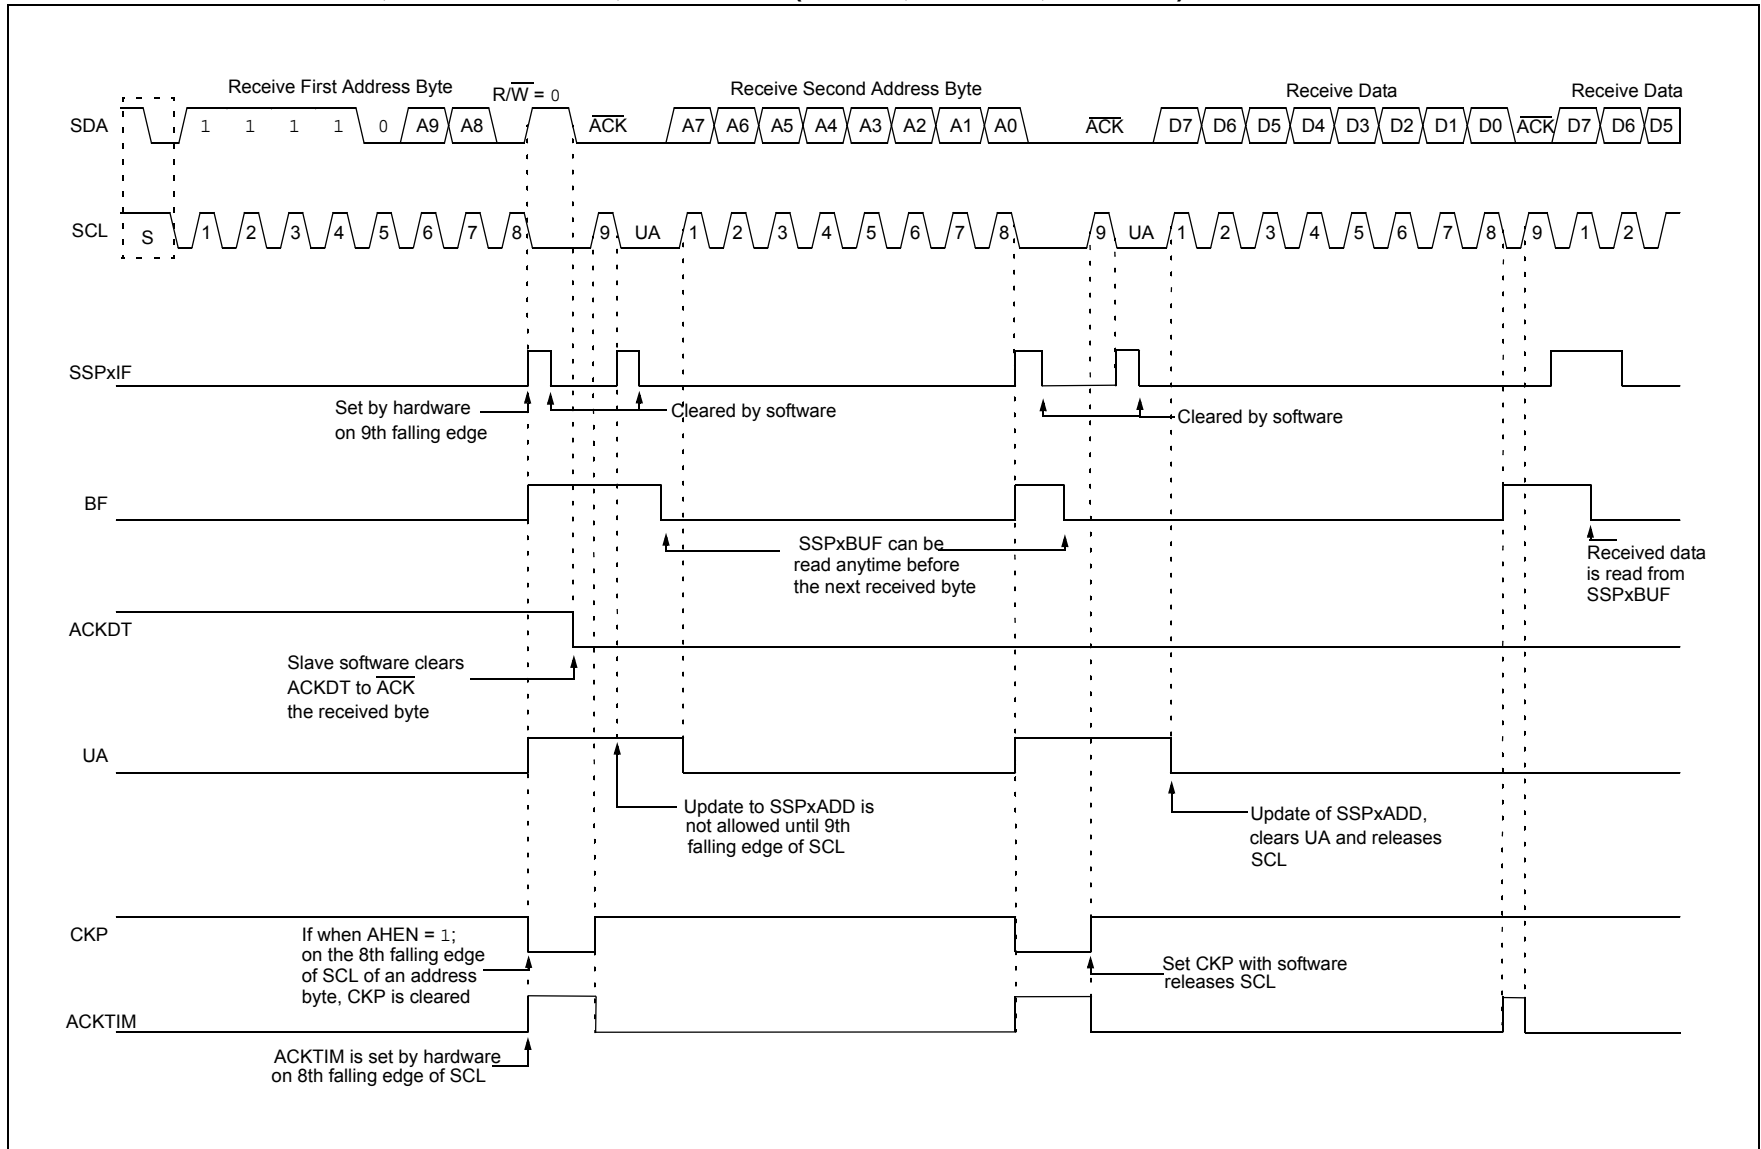 Receive First Address Byte
R/W = 0
Receive Second Address Byte
Receive Data
Receive Data
SDA
1 1 1 1 0 A9 A8 ACK A7 A6 A5 A4 A3 A2 A1 A0 ACK D7 D6 D5 D4 D3 D2 D1 D0 ACK D7 D6 D5
SCL
S 1 2 3 4 5 6 7 8 9 UA 1 2 3 4 5 6 7 8 9 UA 1 2 3 4 5 6 7 8 9 1 2
SSPxIF
Set by hardware
on 9th falling edge
Cleared by software
Cleared by software
BF
SSPxBUF can be
read anytime before
the next received byte
Received data
is read from
SSPxBUF
ACKDT
Slave software clears
ACKDT to ACK
the received byte
UA
Update to SSPxADD is
not allowed until 9th
falling edge of SCL
Update of SSPxADD,
clears UA and releases
SCL
CKP
If when AHEN = 1;
on the 8th falling edge
of SCL of an address
byte, CKP is cleared
Set CKP with software
releases SCL
ACKTIM
ACKTIM is set by hardware
on 8th falling edge of SCL